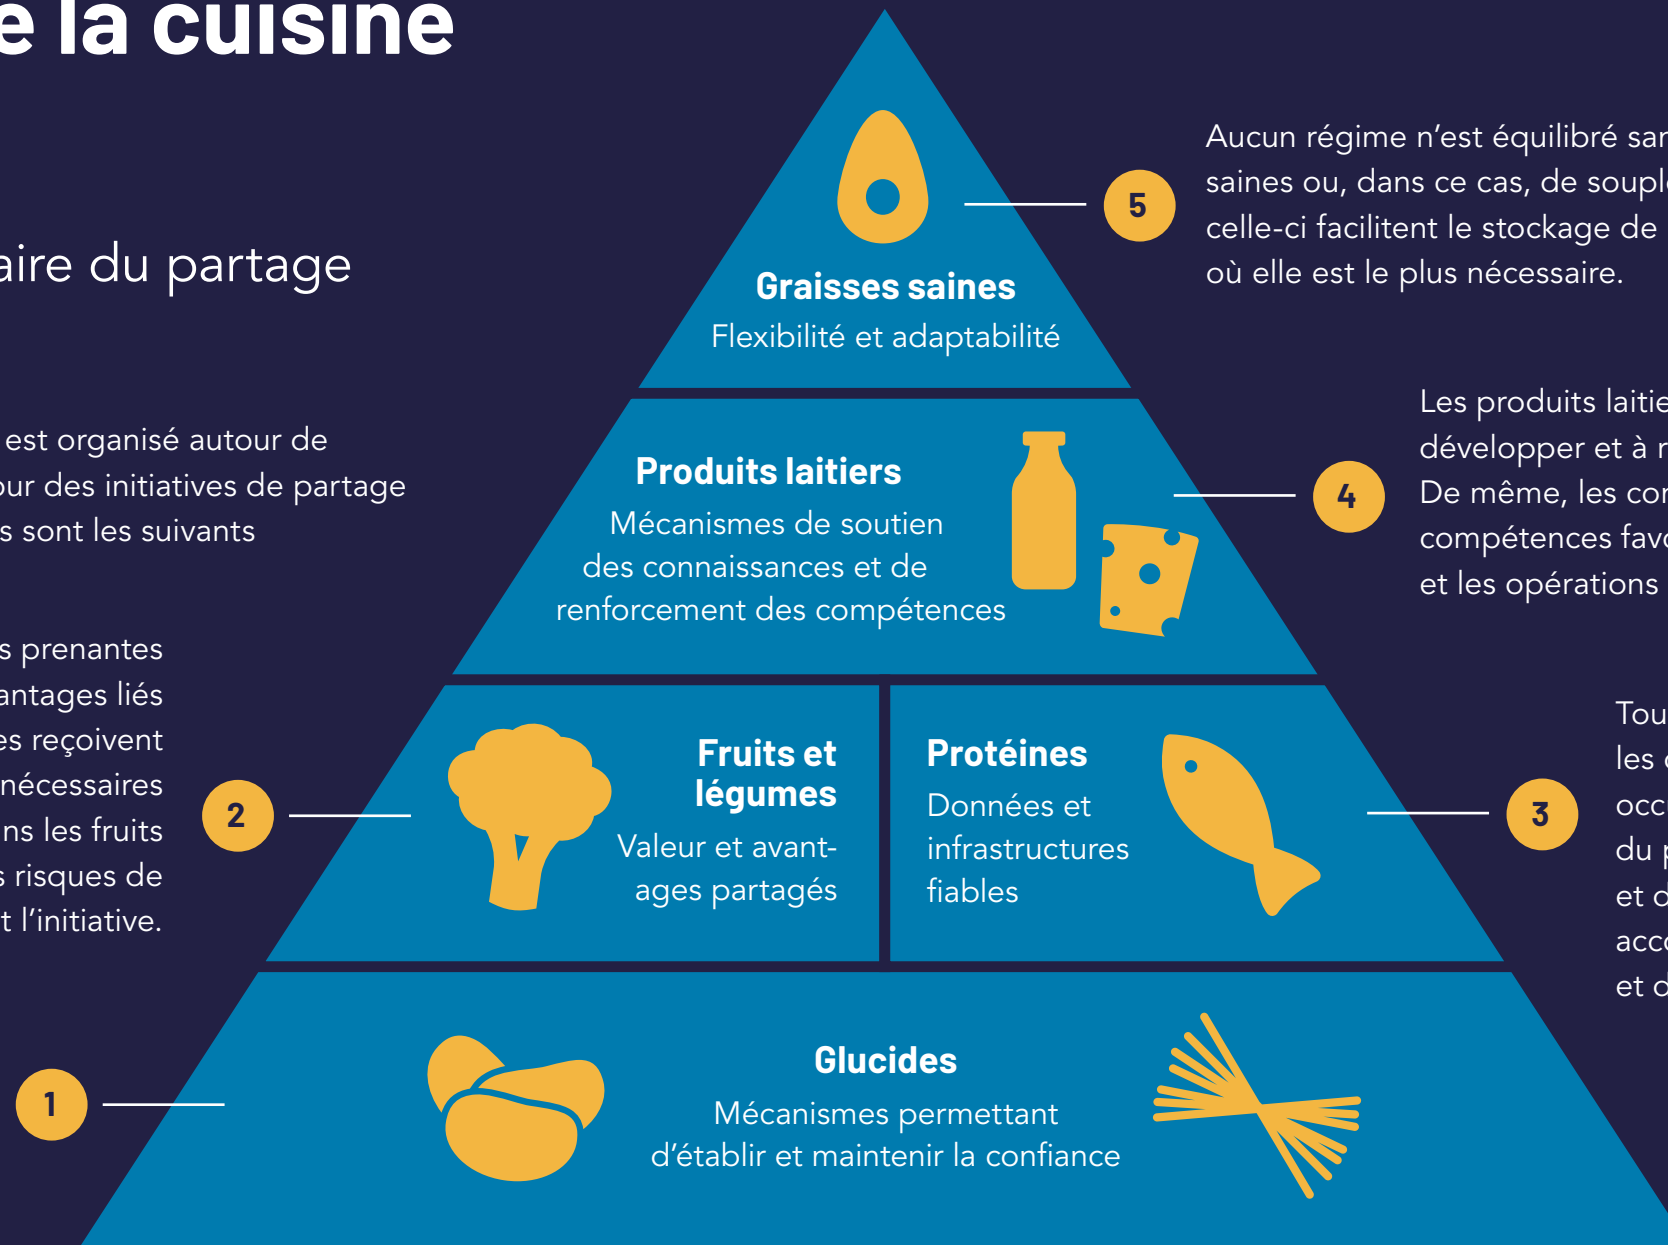 e la cuisine
aire du partage
est organisé autour de
our des initiatives de partage
s sont les suivants
s prenantes
antages liés
es reçoivent
nécessaires
ns les fruits
s risques de
t l'initiative.
2
1
5
Aucun régime n'est équilibré san
saines ou, dans ce cas, de souple
celle-ci facilitent le stockage de
où elle est le plus nécessaire.
Graisses saines
Flexibilité et adaptabilité
Produits laitiers
Mécanismes de soutien
des connaissances et de
renforcement des compétences
4
Les produits laitie
développer et à r
De même, les con
compétences favo
et les opérations
Fruits et
légumes
Valeur et avant-
ages partagés
Protéines
Données et
infrastructures
fiables
3
Tou
les
occ
du p
et d
acco
et d
Glucides
Mécanismes permettant
d'établir et maintenir la confiance